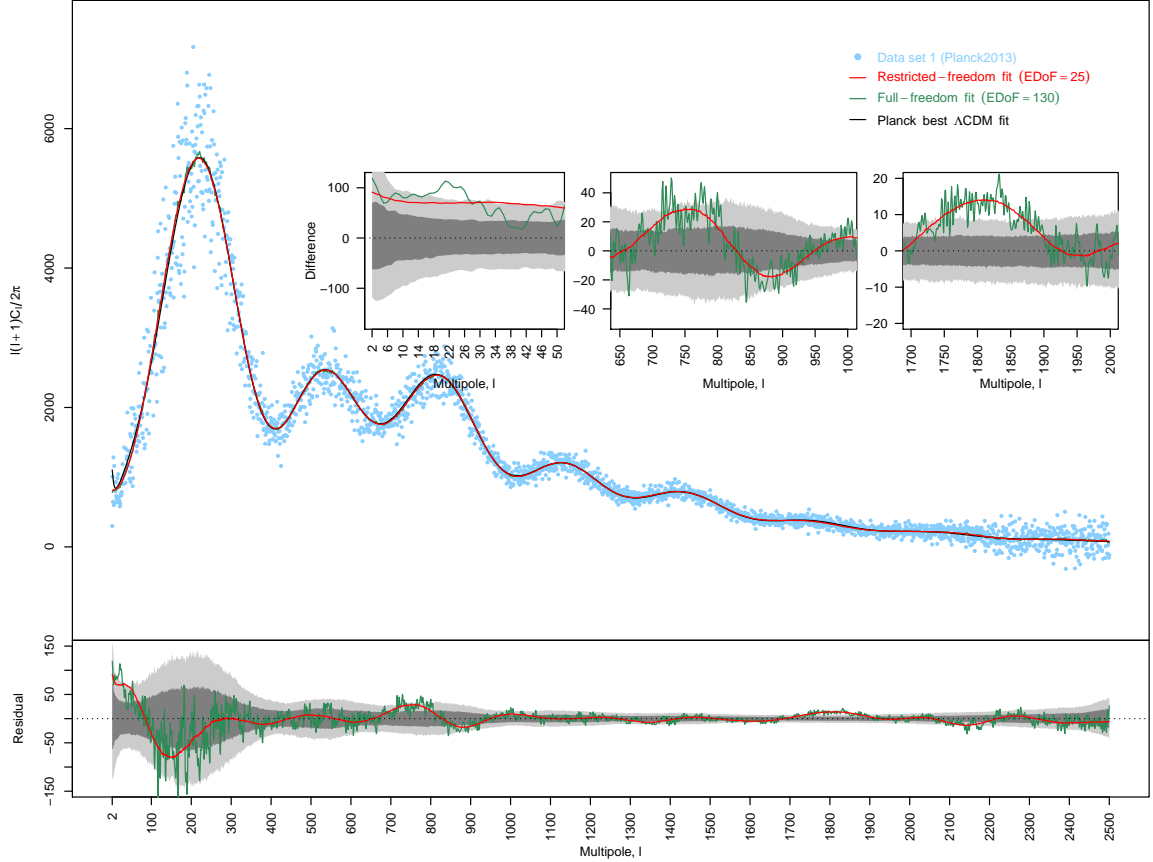 Data set 1 (Planck2013)
Restricted−freedom fit (EDoF=25)
Full−freedom fit (EDoF=130)
Planck best ΛCDM fit
l(l+1)Cl/2π
0 2000 4000 6000
Difference
100
0
−100
2 6 10 14 18 22 26 30 34 38 42 46 50
Multipole, l
40
20
0
−20
−40
650 700 750 800 850 900 950 1000
Multipole, l
20
10
0
−10
−20
1700 1750 1800 1850 1900 1950 2000
Multipole, l
Residual
−150 −50 50 150
2 100 200 300 400 500 600 700 800 900 1000 1100 1200 1300 1400 1500 1600 1700 1800 1900 2000 2100 2200 2300 2400 2500
Multipole, l